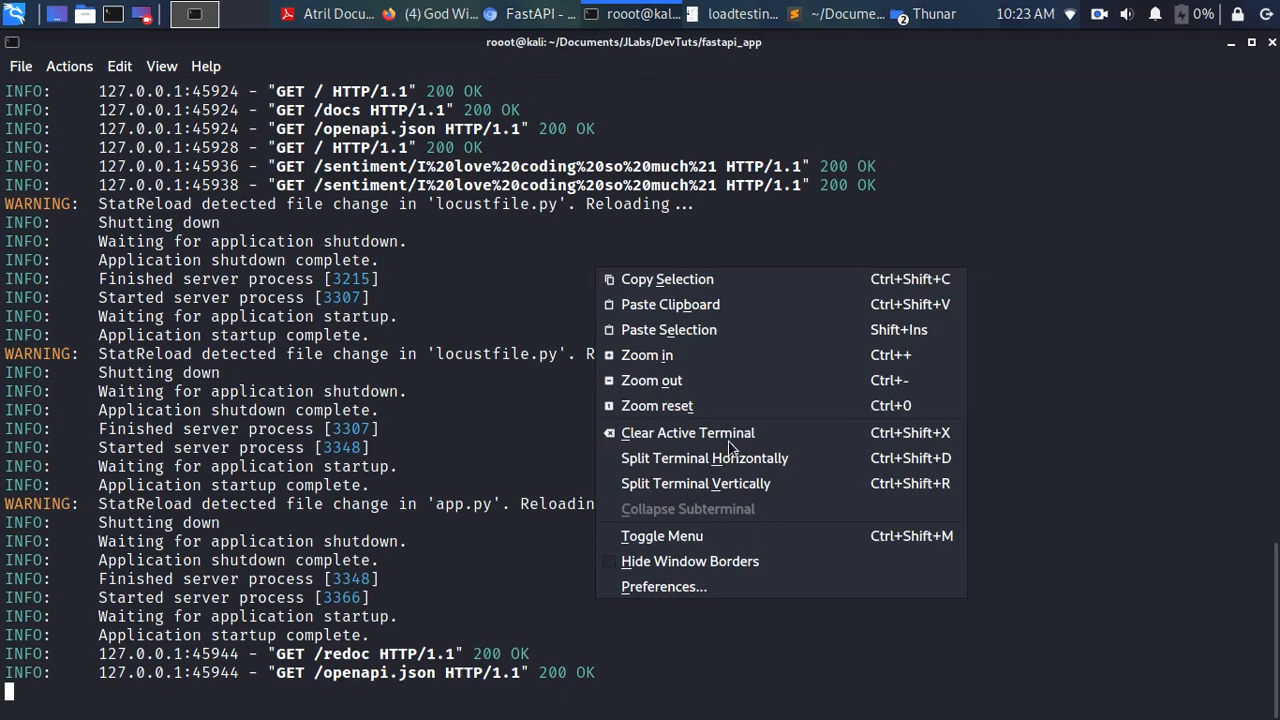 Atril Docu...
(4) God Wi...
FastAPI - ...
rooot@kal...
loadtestin...
~/Docume...
2
Thunar
10:23 AM
0%
rooot@kali: ~/Documents/JLabs/DevTuts/fastapi_app
File Actions Edit View Help
INFO: 127.0.0.1:45924 - "GET / HTTP/1.1" 200 OK
INFO: 127.0.0.1:45924 - "GET /docs HTTP/1.1" 200 OK
INFO: 127.0.0.1:45924 - "GET /openapi.json HTTP/1.1" 200 OK
INFO: 127.0.0.1:45928 - "GET / HTTP/1.1" 200 OK
INFO: 127.0.0.1:45936 - "GET /sentiment/I%20love%20coding%20so%20much%21 HTTP/1.1" 200 OK
INFO: 127.0.0.1:45938 - "GET /sentiment/I%20love%20coding%20so%20much%21 HTTP/1.1" 200 OK
WARNING: StatReload detected file change in 'locustfile.py'. Reloading...
INFO: Shutting down
INFO: Waiting for application shutdown.
INFO: Application shutdown complete.
INFO: Finished server process [3215]
INFO: Started server process [3307]
INFO: Waiting for application startup.
INFO: Application startup complete.
WARNING: StatReload detected file change in 'locustfile.py'. R
INFO: Shutting down
INFO: Waiting for application shutdown.
INFO: Application shutdown complete.
INFO: Finished server process [3307]
INFO: Started server process [3348]
INFO: Waiting for application startup.
INFO: Application startup complete.
WARNING: StatReload detected file change in 'app.py'. Reloadin
INFO: Shutting down
INFO: Waiting for application shutdown.
INFO: Application shutdown complete.
INFO: Finished server process [3348]
INFO: Started server process [3366]
INFO: Waiting for application startup.
INFO: Application startup complete.
INFO: 127.0.0.1:45944 - "GET /redoc HTTP/1.1" 200 OK
INFO: 127.0.0.1:45944 - "GET /openapi.json HTTP/1.1" 200 OK
Copy Selection Ctrl+Shift+C
Paste Clipboard Ctrl+Shift+V
Paste Selection Shift+Ins
Zoom in Ctrl++
Zoom out Ctrl+-
Zoom reset Ctrl+0
Clear Active Terminal Ctrl+Shift+X
Split Terminal Horizontally Ctrl+Shift+D
Split Terminal Vertically Ctrl+Shift+R
Collapse Subterminal
Toggle Menu Ctrl+Shift+M
Hide Window Borders
Preferences...